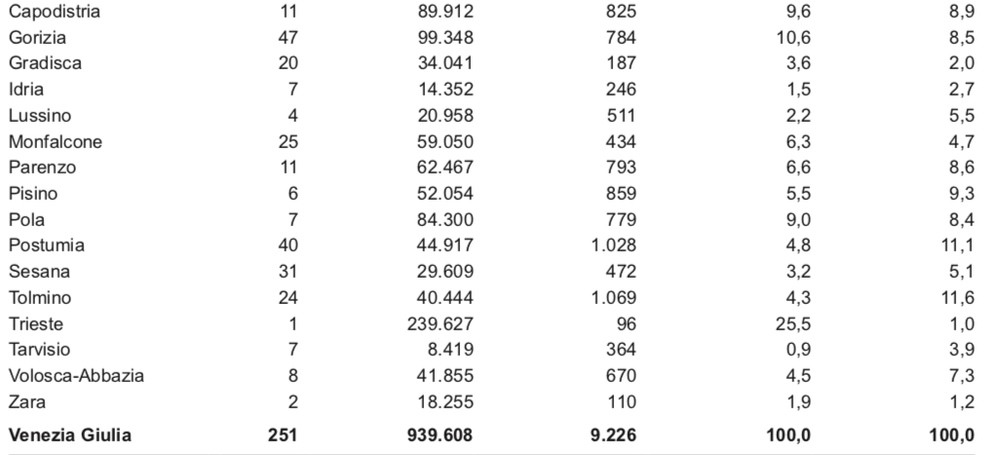 Capodistria 11 89.912 825 9,6 8,9
Gorizia 47 99.348 784 10,6 8,5
Gradisca 20 34.041 187 3,6 2,0
Idria 7 14.352 246 1,5 2,7
Lussino 4 20.958 511 2,2 5,5
Monfalcone 25 59.050 434 6,3 4,7
Parenzo 11 62.467 793 6,6 8,6
Pisino 6 52.054 859 5,5 9,3
Pola 7 84.300 779 9,0 8,4
Postumia 40 44.917 1.028 4,8 11,1
Sesana 31 29.609 472 3,2 5,1
Tolmino 24 40.444 1.069 4,3 11,6
Trieste 1 239.627 96 25,5 1,0
Tarvisio 7 8.419 364 0,9 3,9
Volosca-Abbazia 8 41.855 670 4,5 7,3
Zara 2 18.255 110 1,9 1,2
Venezia Giulia 251 939.608 9.226 100,0 100,0